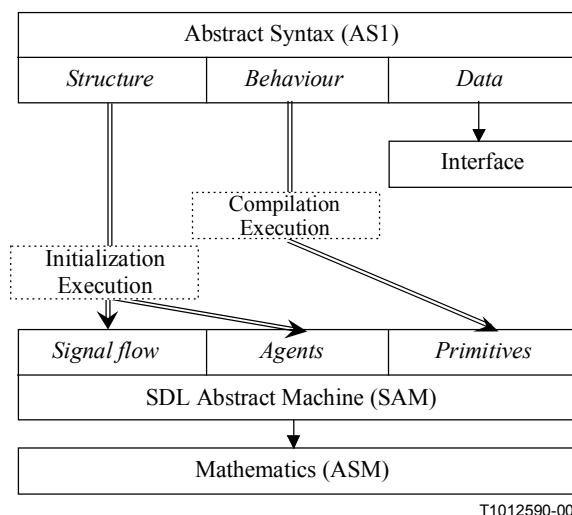 Abstract Syntax (AS1)
Structure
Behaviour
Data
Interface
Compilation
Execution
Initialization
Execution
Signal flow
Agents
Primitives
SDL Abstract Machine (SAM)
Mathematics (ASM)
T1012590-00